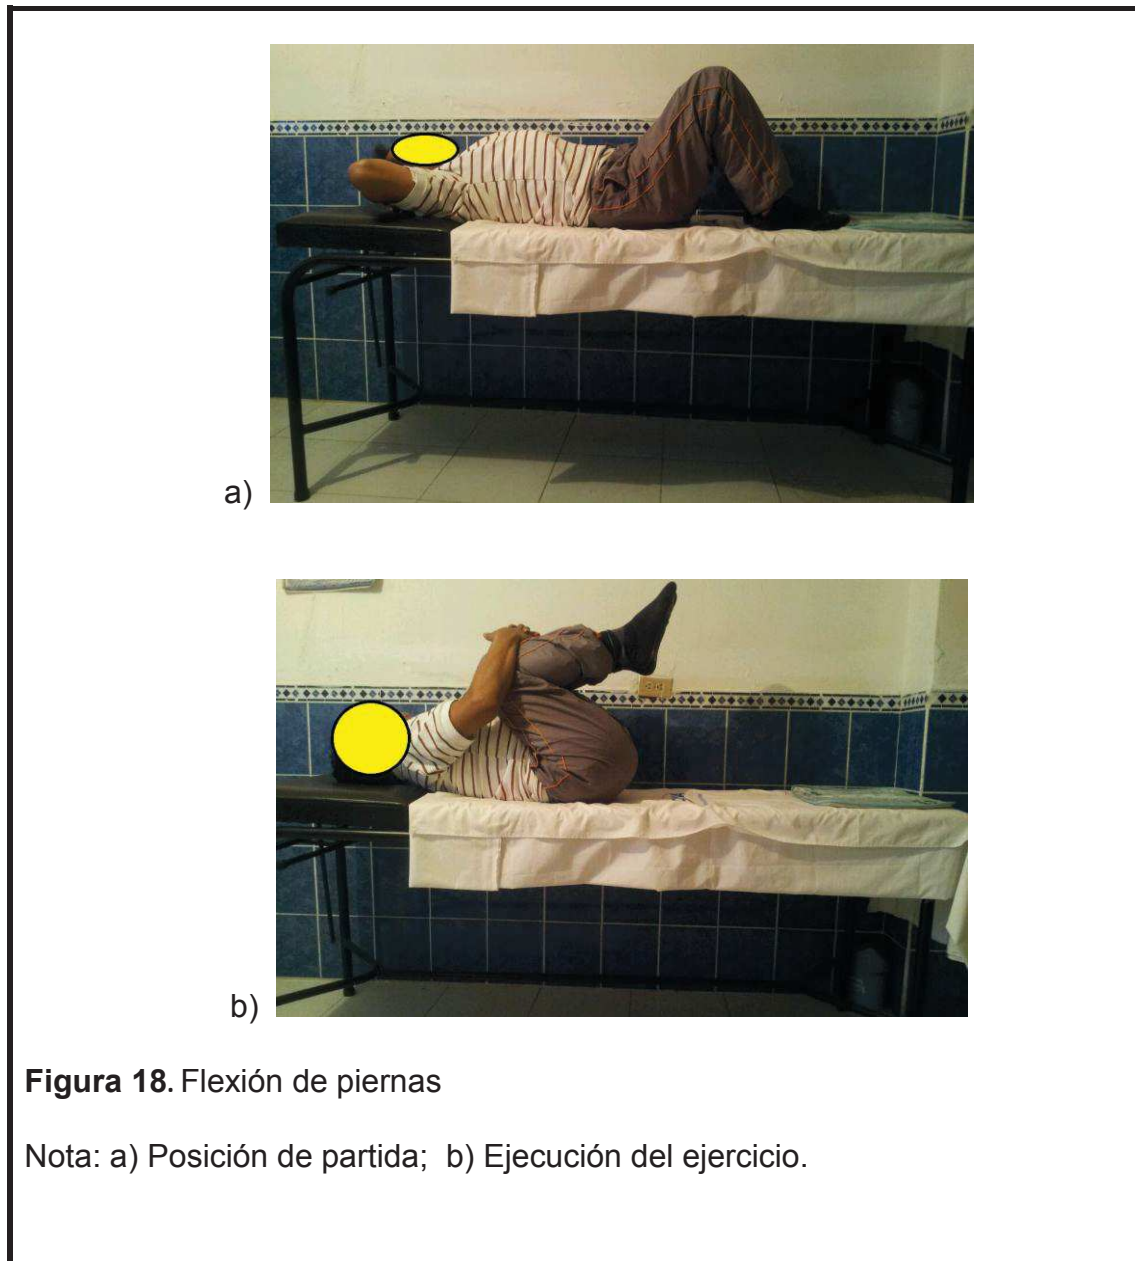 a)
b)
Figura 18. Flexión de piernas
Nota: a) Posición de partida; b) Ejecución del ejercicio.